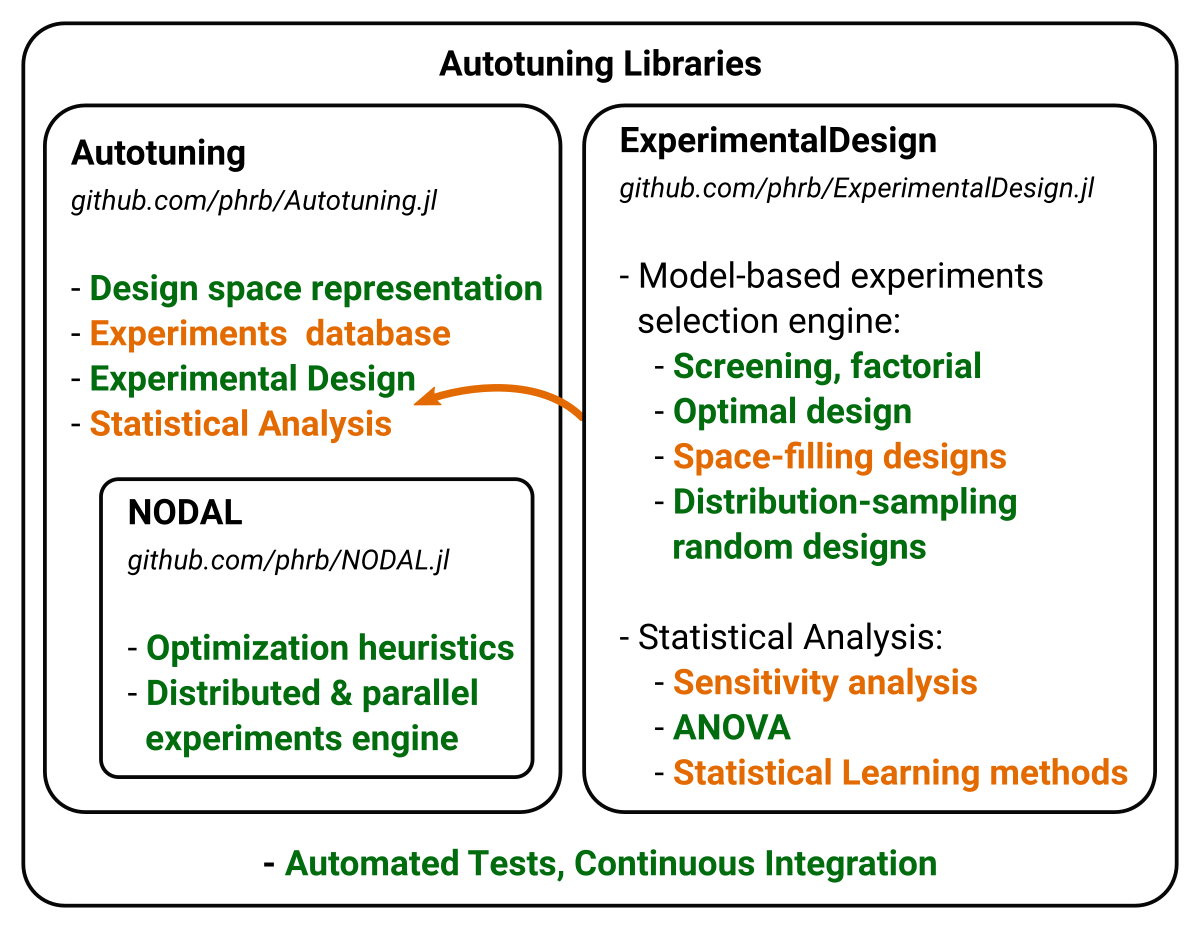 Autotuning Libraries
Autotuning
github.com/phrb/Autotuning.jl
- Design space representation
- Experiments  database
- Experimental Design
- Statistical Analysis
NODAL
github.com/phrb/NODAL.jl
- Optimization heuristics
- Distributed & parallel
experiments engine
ExperimentalDesign
github.com/phrb/ExperimentalDesign.jl
- Model-based experiments
selection engine:
- Screening, factorial
- Optimal design
- Space-filling designs
- Distribution-sampling
random designs
- Statistical Analysis:
- Sensitivity analysis
- ANOVA
- Statistical Learning methods
- Automated Tests, Continuous Integration